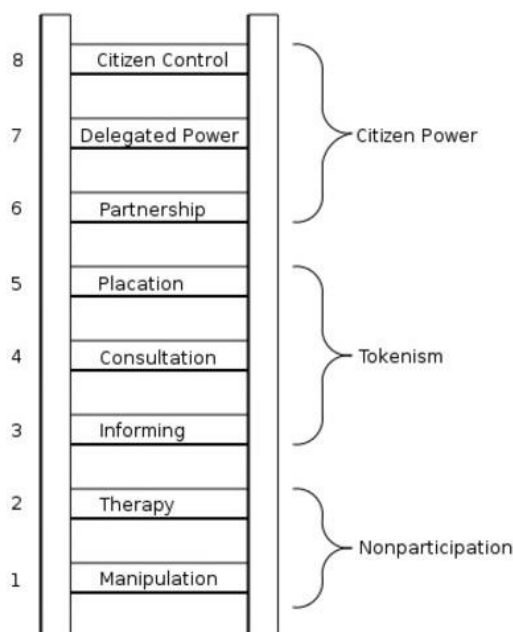 8 Citizen Control
7 Delegated Power Citizen Power
6 Partnership
5 Placation
4 Consultation Tokenism
3 Informing
2 Therapy
Nonparticipation
1 Manipulation